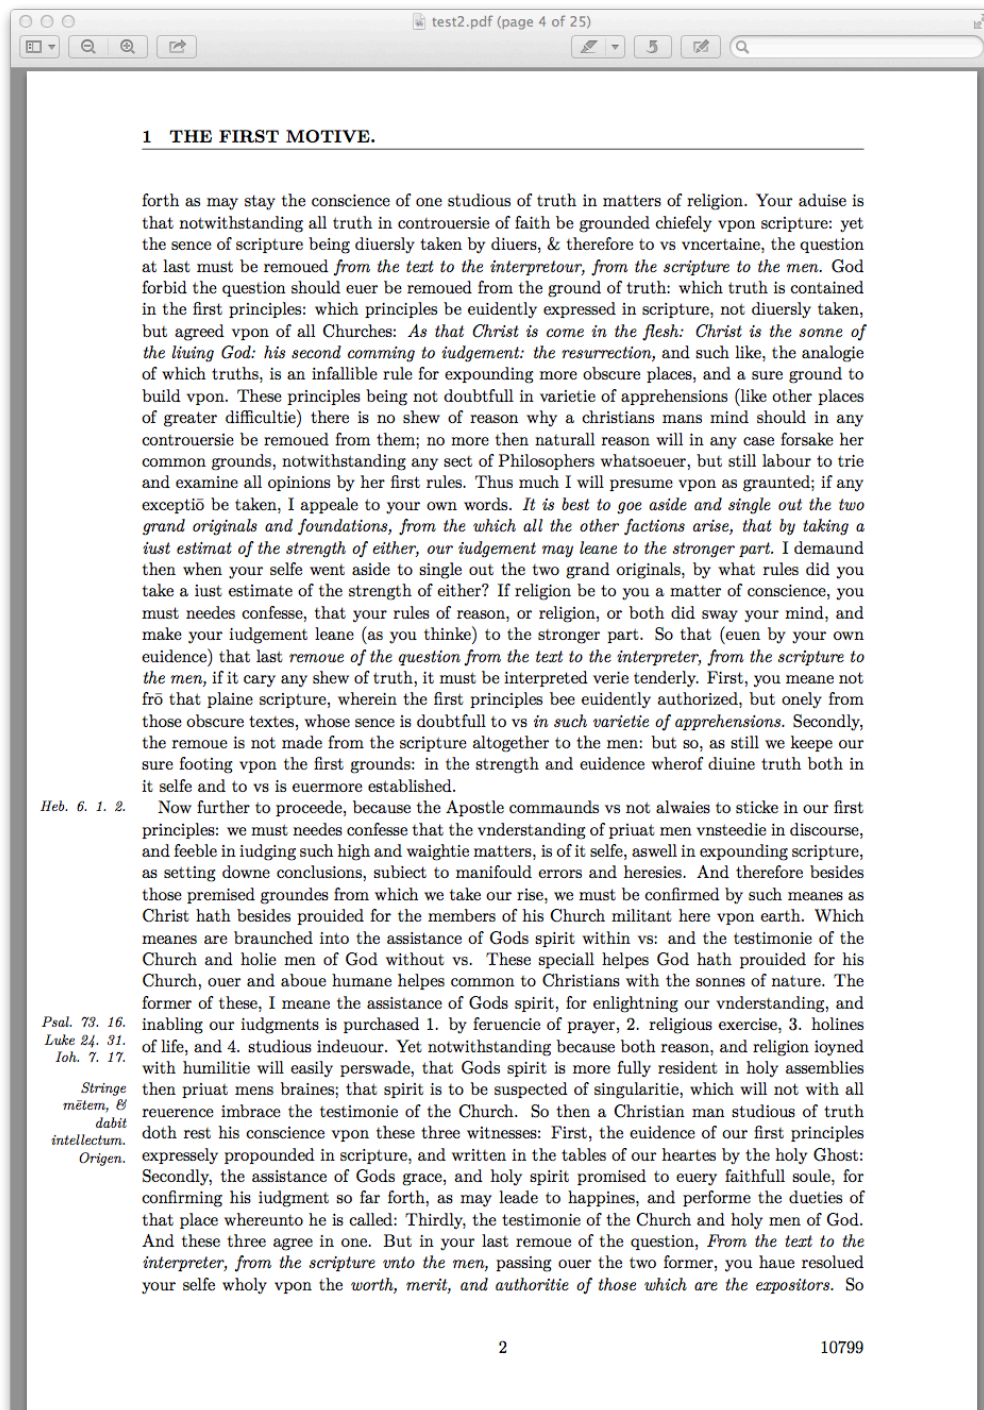 test2.pdf (page 4 of 25)
1 THE FIRST MOTIVE.
forth as may stay the conscience of one studious of truth in matters of religion. Your aduise is
that notwithstanding all truth in controuersie of faith be grounded chiefely vpon scripture: yet
the sence of scripture being diuersly taken by diuers, & therefore to vs vncertaine, the question
at last must be remoued from the text to the interpretour, from the scripture to the men. God
forbid the question should euer be remoued from the ground of truth: which truth is contained
in the first principles: which principles be euidently expressed in scripture, not diuersly taken,
but agreed vpon of all Churches: As that Christ is come in the flesh: Christ is the sonne of
the liuing God: his second comming to iudgement: the resurrection, and such like, the analogie
of which truths, is an infallible rule for expounding more obscure places, and a sure ground to
build vpon. These principles being not doubtfull in varietie of apprehensions (like other places
of greater difficultie) there is no shew of reason why a christians mans mind should in any
controuersie be remoued from them; no more then naturall reason will in any case forsake her
common grounds, notwithstanding any sect of Philosophers whatsoeuer, but still labour to trie
and examine all opinions by her first rules. Thus much I will presume vpon as graunted; if any
exceptiō be taken, I appeale to your own words. It is best to goe aside and single out the two
grand originals and foundations, from the which all the other factions arise, that by taking a
iust estimat of the strength of either, our iudgement may leane to the stronger part. I demaund
then when your selfe went aside to single out the two grand originals, by what rules did you
take a iust estimate of the strength of either? If religion be to you a matter of conscience, you
must needes confesse, that your rules of reason, or religion, or both did sway your mind, and
make your iudgement leane (as you thinke) to the stronger part. So that (euen by your own
euidence) that last remoue of the question from the text to the interpreter, from the scripture to
the men, if it cary any shew of truth, it must be interpreted verie tenderly. First, you meane not
frō that plaine scripture, wherein the first principles bee euidently authorized, but onely from
those obscure textes, whose sence is doubtfull to vs in such varietie of apprehensions. Secondly,
the remoue is not made from the scripture altogether to the men: but so, as still we keepe our
sure footing vpon the first grounds: in the strength and euidence wherof diuine truth both in
it selfe and to vs is euermore established.
Heb. 6. 1. 2.
Now further to proceede, because the Apostle commaunds vs not alwaies to sticke in our first
principles: we must needes confesse that the vnderstanding of priuat men vnsteedie in discourse,
and feeble in iudging such high and waightie matters, is of it selfe, aswell in expounding scripture,
as setting downe conclusions, subiect to manifould errors and heresies. And therefore besides
those premised groundes from which we take our rise, we must be confirmed by such meanes as
Christ hath besides prouided for the members of his Church militant here vpon earth. Which
meanes are braunched into the assistance of Gods spirit within vs: and the testimonie of the
Church and holie men of God without vs. These speciall helpes God hath prouided for his
Church, ouer and aboue humane helpes common to Christians with the sonnes of nature. The
former of these, I meane the assistance of Gods spirit, for enlightning our vnderstanding, and
Psal. 73. 16.
Luke 24. 31.
Ioh. 7. 17.
Stringe
mētem, &
dabit
intellectum.
Origen.
inabling our iudgments is purchased 1. by feruencie of prayer, 2. religious exercise, 3. holines
of life, and 4. studious indeuour. Yet notwithstanding because both reason, and religion ioyned
with humilitie will easily perswade, that Gods spirit is more fully resident in holy assemblies
then priuat mens braines; that spirit is to be suspected of singularitie, which will not with all
reuerence imbrace the testimonie of the Church. So then a Christian man studious of truth
doth rest his conscience vpon these three witnesses: First, the euidence of our first principles
expressely propounded in scripture, and written in the tables of our heartes by the holy Ghost:
Secondly, the assistance of Gods grace, and holy spirit promised to euery faithfull soule, for
confirming his iudgment so far forth, as may leade to happines, and performe the dueties of
that place whereunto he is called: Thirdly, the testimonie of the Church and holy men of God.
And these three agree in one. But in your last remoue of the question, From the text to the
interpreter, from the scripture vnto the men, passing ouer the two former, you haue resolued
your selfe wholy vpon the worth, merit, and authoritie of those which are the expositors. So
2
10799